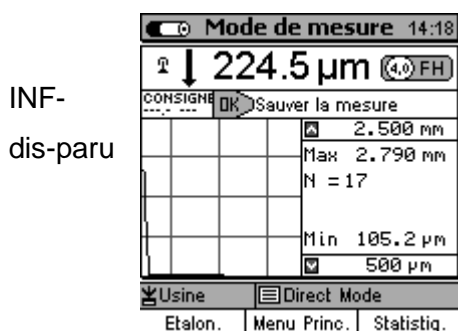 Mode de mesure 14:18
224.5 µm 4.0 FH
INF-
dis-paru
CONSIGNE
---.- ---
OK Sauver la mesure
2.500 mm
Max 2.790 mm
N = 17
Min 105.2 µm
500 µm
Usine Direct Mode
Etalon. Menu Princ. Statistiq.